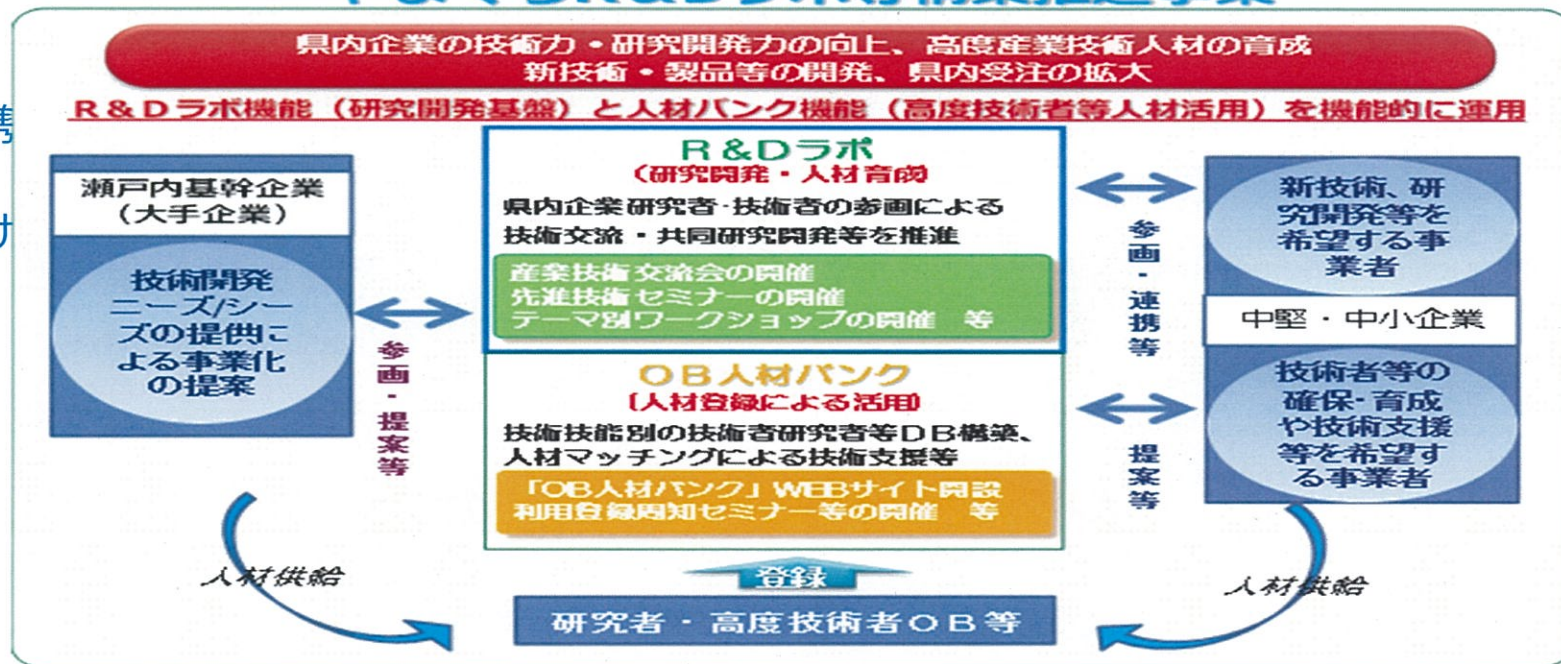 県内企業の技術力・研究開発力の向上、高度産業技術人材の育成
新技術・製品等の開発、県内受注の拡大
R&Dラボ機能(研究開発基盤)と人材バンク機能(高度技術者等人材活用)を機能的に運用
瀬戸内基幹企業
(大手企業)
技術開発
ニーズ/シー
ズの提供に
よる事業化
の提案
参画・提案等
R&Dラボ
(研究開発・人材育成)
県内企業研究者・技術者の参画による
技術交流・共同研究開発等を推進
産業技術交流会の開催
先進技術セミナーの開催
テーマ別ワークショップの開催 等
OB人材バンク
(人材登録による活用)
技術技能別の技術者研究者等DB構築、
人材マッチングによる技術支援等
「OB人材バンク」WEBサイト開設
利用登録周知セミナー等の開催 等
参画・連携等
提案等
新技術、研
究開発等を
希望する事
業者
中堅・中小企業
技術者等の
確保・育成
や技術支援
等を希望す
る事業者
人材供給
登録
人材供給
研究者・高度技術者OB等